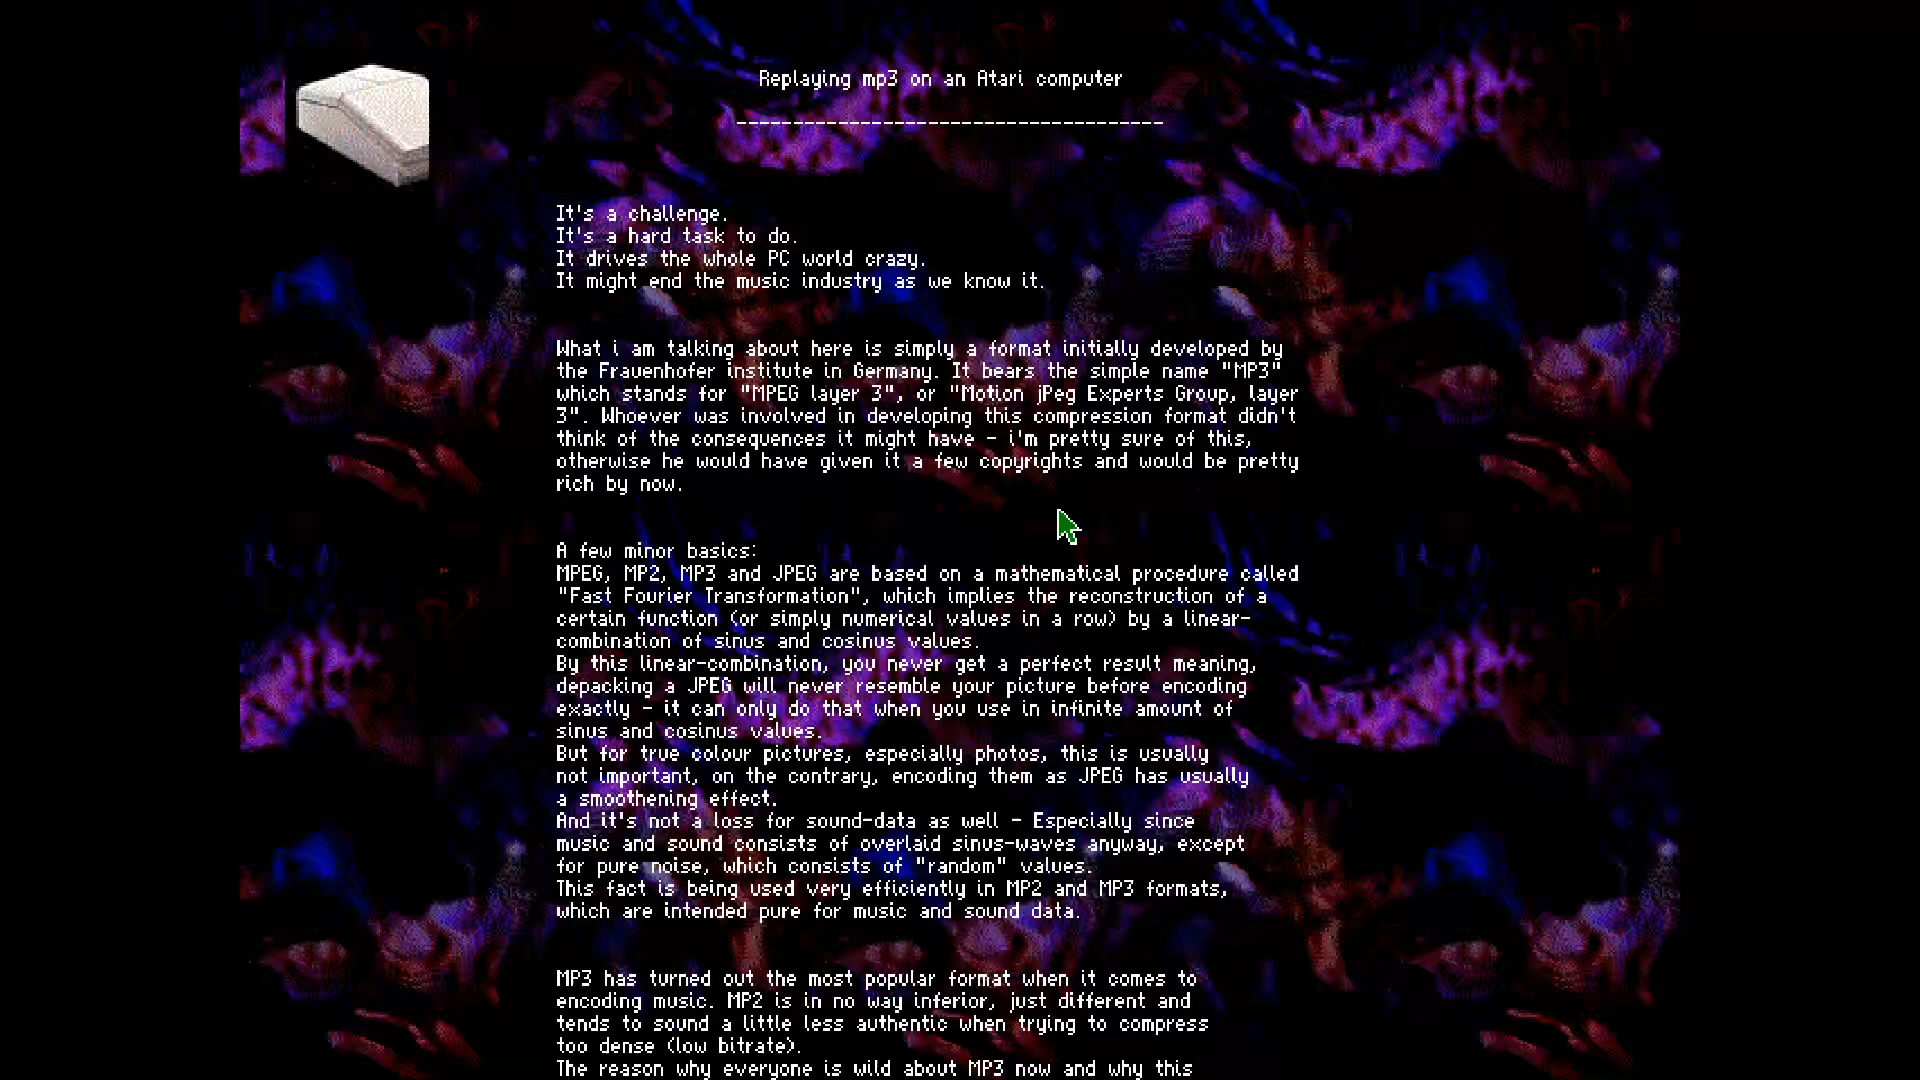 Replaying mp3 on an Atari computer
--------------------------------------
It's a challenge.
It's a hard task to do.
It drives the whole PC world crazy.
It might end the music industry as we know it.
What i am talking about here is simply a format initially developed by
the Frauenhofer institute in Germany. It bears the simple name "MP3"
which stands for "MPEG layer 3", or "Motion jPeg Experts Group, layer
3". Whoever was involved in developing this compression format didn't
think of the consequences it might have - i'm pretty sure of this,
otherwise he would have given it a few copyrights and would be pretty
rich by now.
A few minor basics:
MPEG, MP2, MP3 and JPEG are based on a mathematical procedure called
"Fast Fourier Transformation", which implies the reconstruction of a
certain function (or simply numerical values in a row) by a linear-
combination of sinus and cosinus values.
By this linear-combination, you never get a perfect result meaning,
depacking a JPEG will never resemble your picture before encoding
exactly - it can only do that when you use in infinite amount of
sinus and cosinus values.
But for true colour pictures, especially photos, this is usually
not important, on the contrary, encoding them as JPEG has usually
a smoothening effect.
And it's not a loss for sound-data as well - Especially since
music and sound consists of overlaid sinus-waves anyway, except
for pure noise, which consists of "random" values.
This fact is being used very efficiently in MP2 and MP3 formats,
which are intended pure for music and sound data.
MP3 has turned out the most popular format when it comes to
encoding music. MP2 is in no way inferior, just different and
tends to sound a little less authentic when trying to compress
too dense (low bitrate).
The reason why everyone is wild about MP3 now and why this